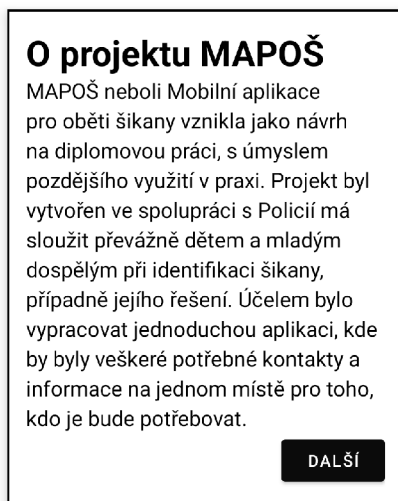 O projektu MAPOŠ
MAPOŠ neboli Mobilní aplikace
pro oběti šikany vznikla jako návrh
na diplomovou práci, s úmyslem
pozdějšího využití v praxi. Projekt byl
vytvořen ve spolupráci s Policií má
sloužit převážně dětem a mladým
dospělým při identifikaci šikany,
případně jejího řešení. Účelem bylo
vypracovat jednoduchou aplikaci, kde
by byly veškeré potřebné kontakty a
informace na jednom místě pro toho,
kdo je bude potřebovat.
DALŠÍ